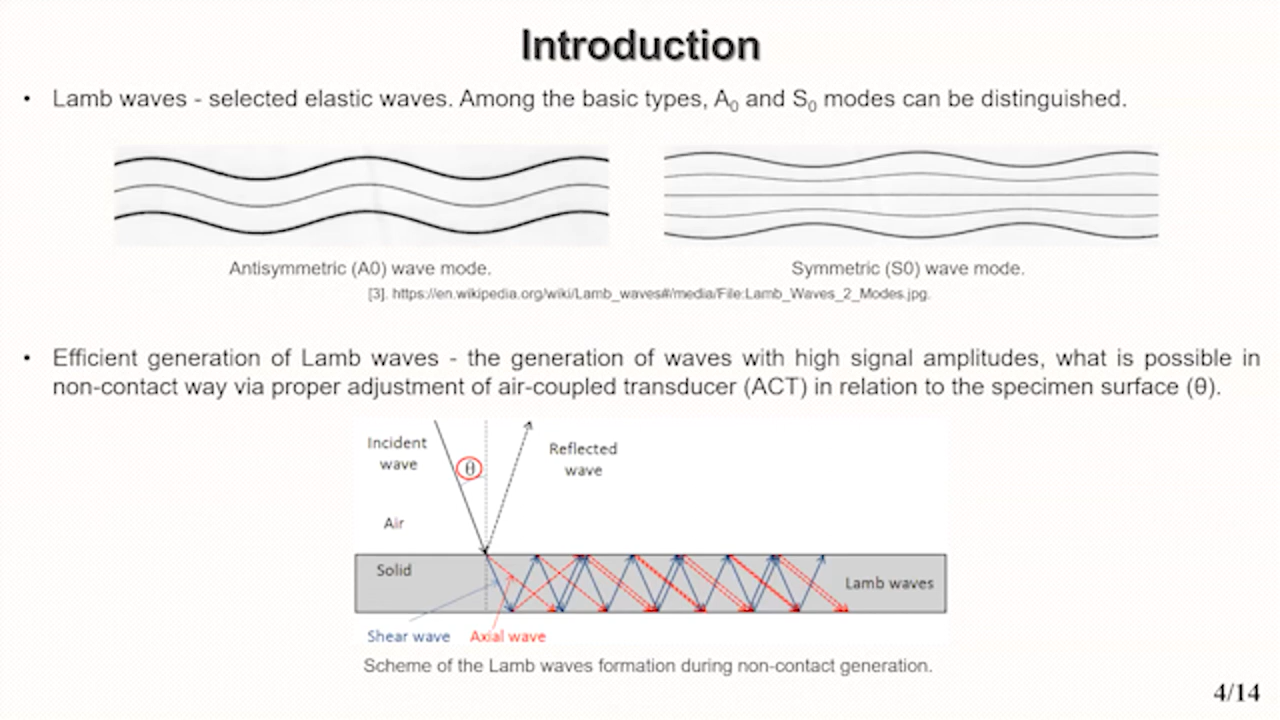 Introduction
• Lamb waves - selected elastic waves. Among the basic types, A0 and S0 modes can be distinguished.
Antisymmetric (A0) wave mode.
Symmetric (S0) wave mode.
[3]. https://en.wikipedia.org/wiki/Lamb_waves#/media/File:Lamb_Waves_2_Modes.jpg.
• Efficient generation of Lamb waves - the generation of waves with high signal amplitudes, what is possible in
non-contact way via proper adjustment of air-coupled transducer (ACT) in relation to the specimen surface (θ).
Incident
wave
θ
Reflected
wave
Air
Solid
Lamb waves
Shear wave
Axial wave
Scheme of the Lamb waves formation during non-contact generation.
4/14